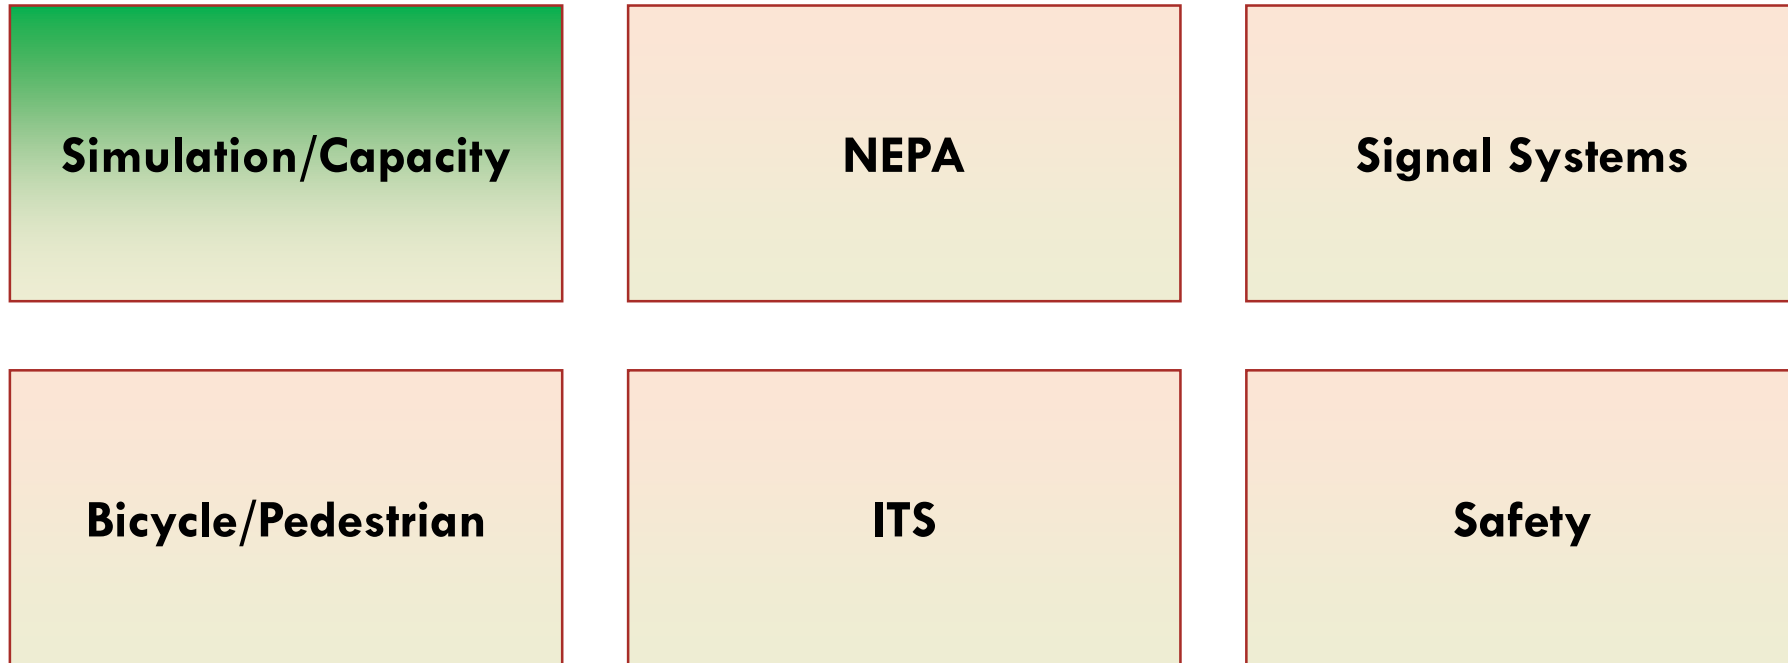 Simulation/Capacity
NEPA
Signal Systems
Bicycle/Pedestrian
ITS
Safety